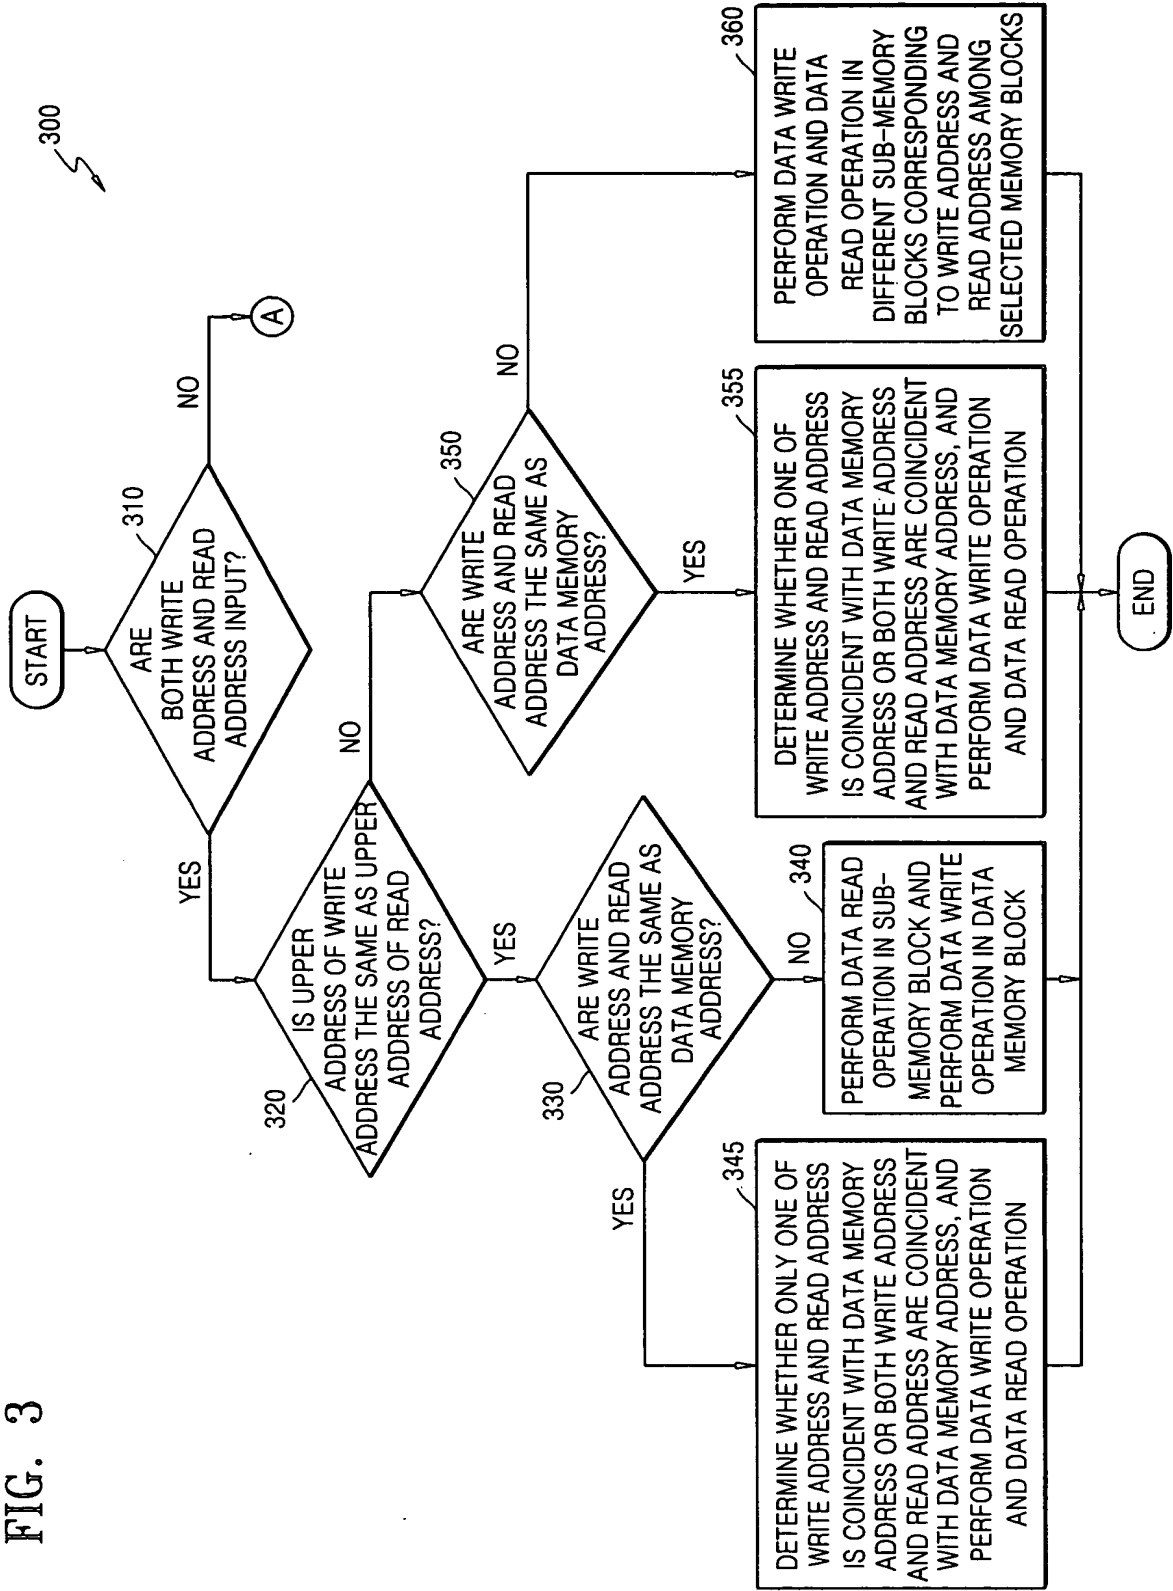 FIG. 3
300
START
ARE
BOTH WRITE
ADDRESS AND READ
ADDRESS INPUT?
310
NO
A
YES
IS UPPER
ADDRESS OF WRITE
ADDRESS THE SAME AS UPPER
ADDRESS OF READ
ADDRESS?
320
NO
YES
ARE WRITE
ADDRESS AND READ
ADDRESS THE SAME AS
DATA MEMORY
ADDRESS?
350
NO
YES
ARE WRITE
ADDRESS AND READ
ADDRESS THE SAME AS
DATA MEMORY
ADDRESS?
330
YES
NO
345
DETERMINE WHETHER ONLY ONE OF
WRITE ADDRESS AND READ ADDRESS
IS COINCIDENT WITH DATA MEMORY
ADDRESS OR BOTH WRITE ADDRESS
AND READ ADDRESS ARE COINCIDENT
WITH DATA MEMORY ADDRESS, AND
PERFORM DATA WRITE OPERATION
AND DATA READ OPERATION
340
PERFORM DATA READ
OPERATION IN SUB-
MEMORY BLOCK AND
PERFORM DATA WRITE
OPERATION IN DATA
MEMORY BLOCK
355
DETERMINE WHETHER ONE OF
WRITE ADDRESS AND READ ADDRESS
IS COINCIDENT WITH DATA MEMORY
ADDRESS OR BOTH WRITE ADDRESS
AND READ ADDRESS ARE COINCIDENT
WITH DATA MEMORY ADDRESS, AND
PERFORM DATA WRITE OPERATION
AND DATA READ OPERATION
360
PERFORM DATA WRITE
OPERATION AND DATA
READ OPERATION IN
DIFFERENT SUB-MEMORY
BLOCKS CORRESPONDING
TO WRITE ADDRESS AND
READ ADDRESS AMONG
SELECTED MEMORY BLOCKS
END